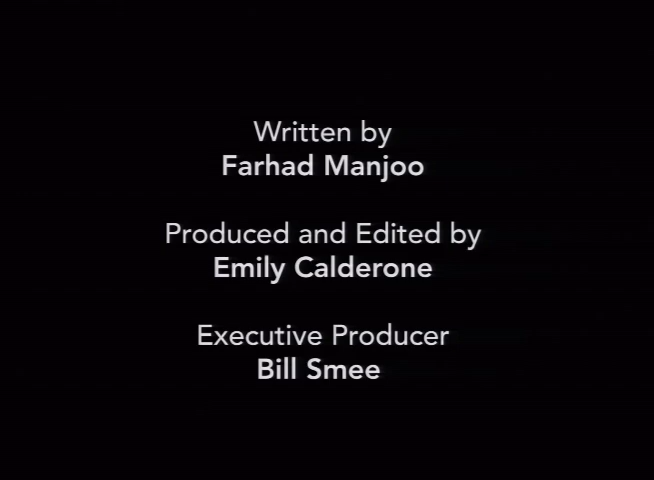 Written by
Farhad Manjoo
Produced and Edited by
Emily Calderone
Executive Producer
Bill Smee